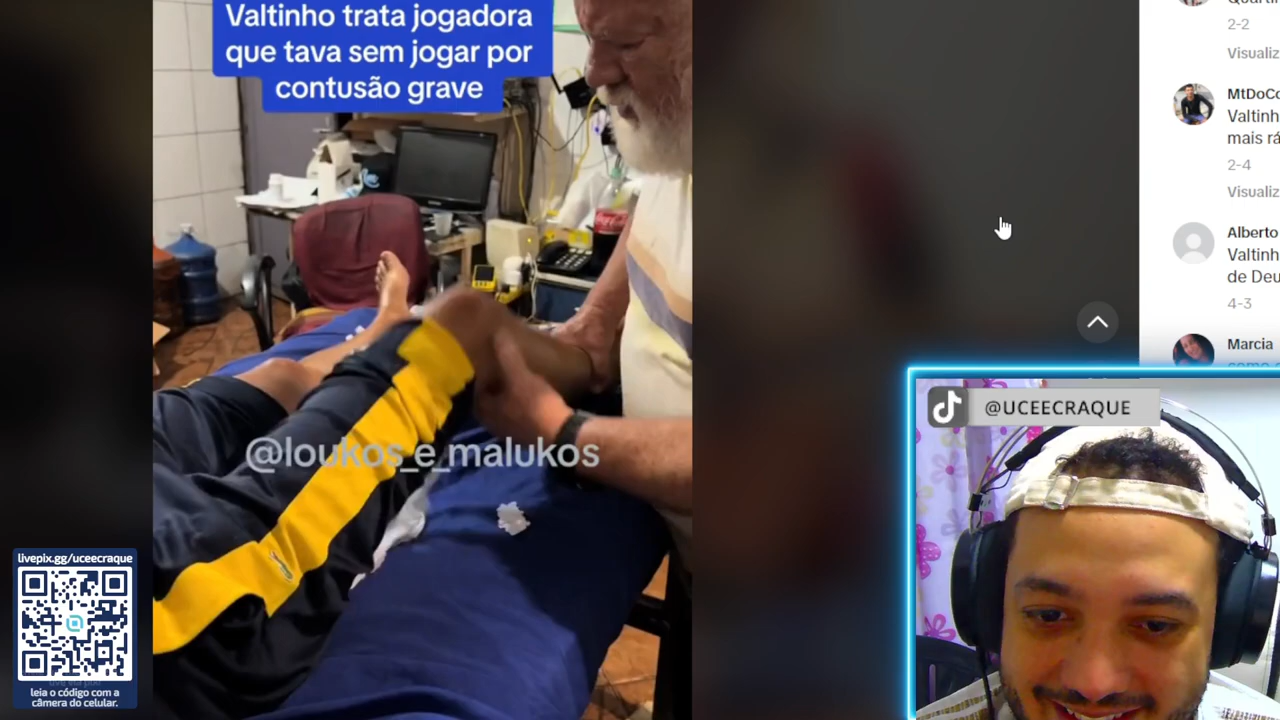 Valtinho trata jogadora
que tava sem jogar por
contusão grave
@loukos_e_malukos
livepix.gg/uceecraque
leia o código com a
câmera do celular.
2-2
Visualiz
MtDoCo
Valtinh
mais rá
2-4
Visualiz
Alberto
Valtinh
de Deu
4-3
Marcia
@UCEECRAQUE